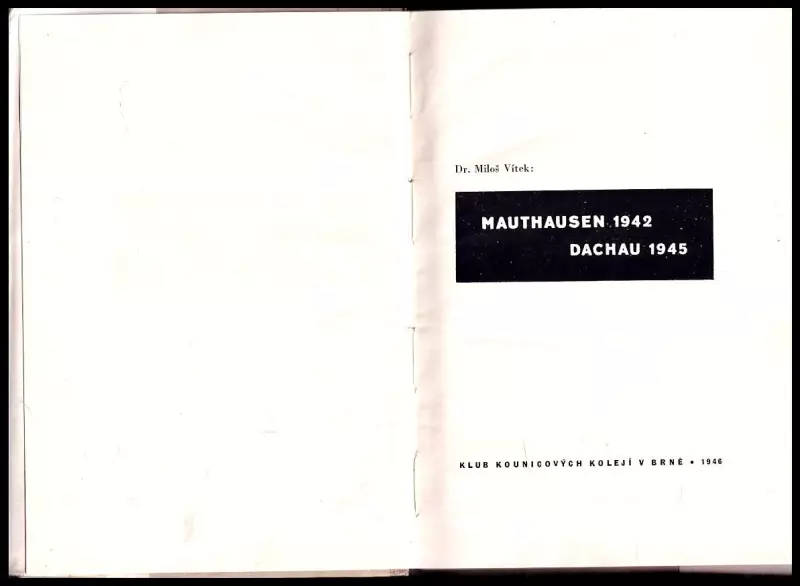 Dr. Miloš Vítek:
MAUTHAUSEN 1942
DACHAU 1945
KLUB KOUNICOVÝCH KOLEJÍ V BRNĚ • 1946